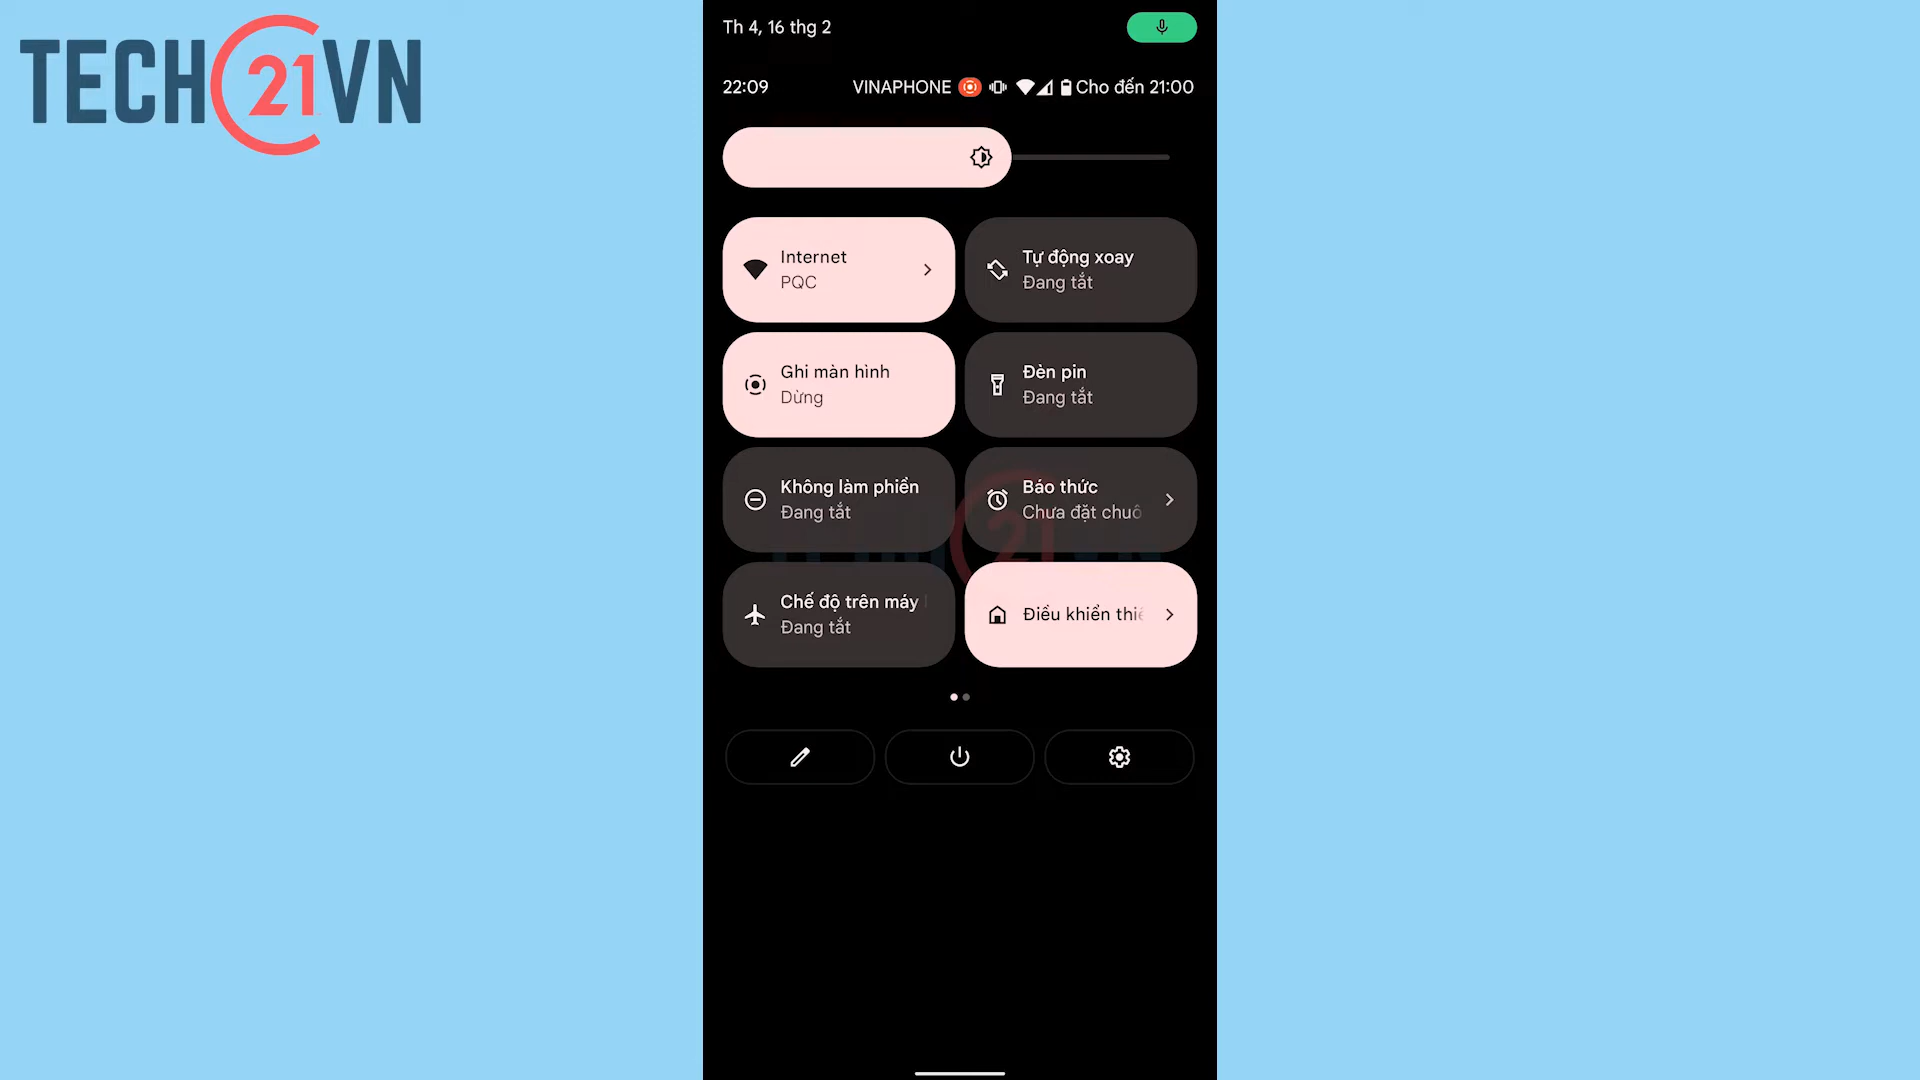 TECH21VN
Th 4, 16 thg 2
22:09 VINAPHONE Cho đến 21:00
Internet
PQC
Tự động xoay
Đang tắt
Ghi màn hình
Dừng
Đèn pin
Đang tắt
Không làm phiền
Đang tắt
Báo thức
Chưa đặt chuô
Chế độ trên máy
Đang tắt
Điều khiển thiế